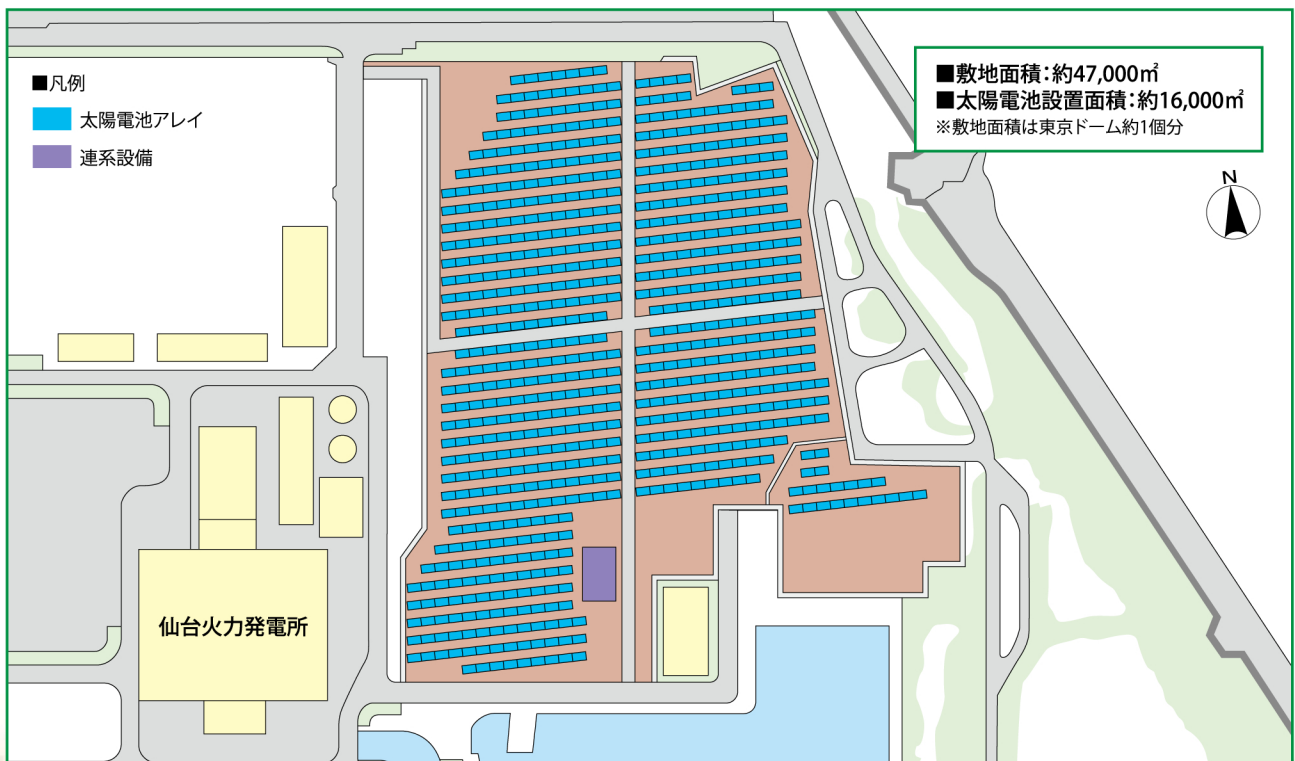 ■凡例
太陽電池アレイ
連系設備
■敷地面積：約47,000㎡
■太陽電池設置面積：約16,000㎡
※敷地面積は東京ドーム約1個分
N
仙台火力発電所